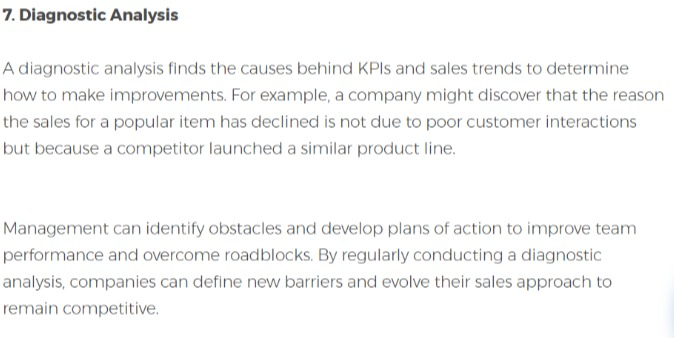 7. Diagnostic Analysis
A diagnostic analysis finds the causes behind KPIs and sales trends to determine
how to make improvements. For example, a company might discover that the reason
the sales for a popular item has declined is not due to poor customer interactions
but because a competitor launched a similar product line.
Management can identify obstacles and develop plans of action to improve team
performance and overcome roadblocks. By regularly conducting a diagnostic
analysis, companies can define new barriers and evolve their sales approach to
remain competitive.